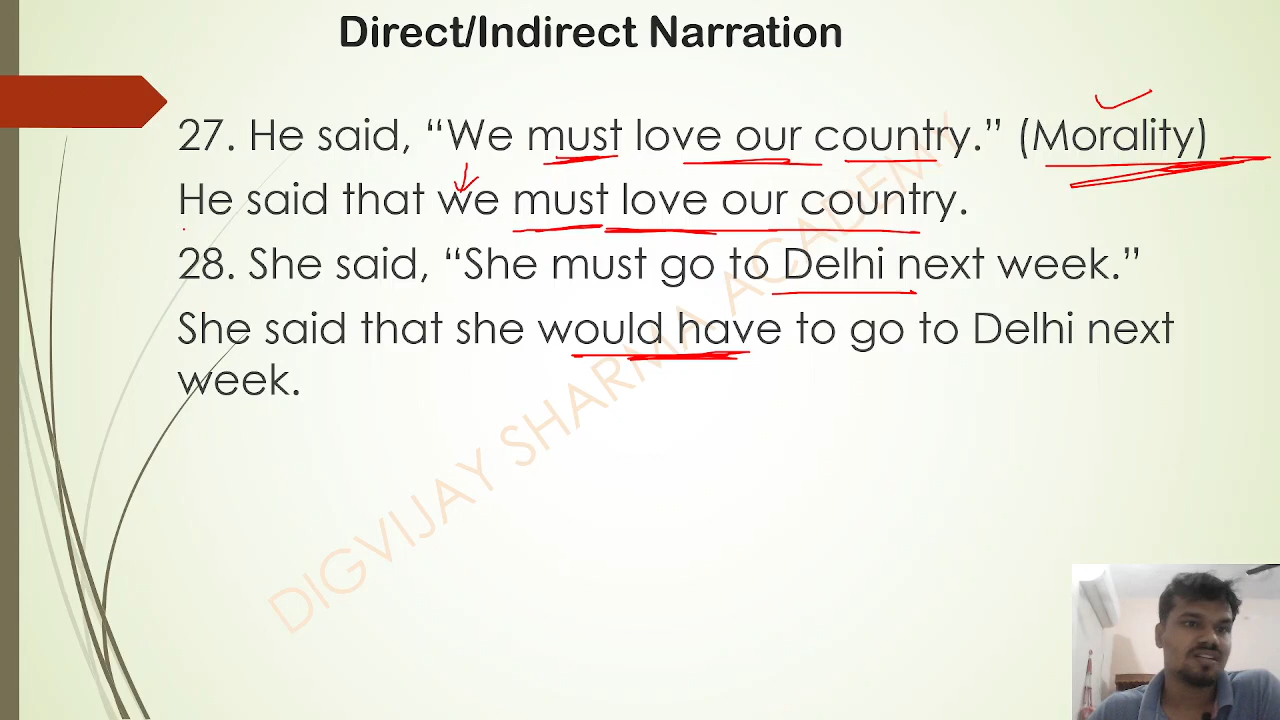 Direct/Indirect Narration
27. He said, “We must love our country.” (Morality)
He said that we must love our country.
28. She said, “She must go to Delhi next week.”
She said that she would have to go to Delhi next
week.
DIGVIJAY SHARMA ACADEMY